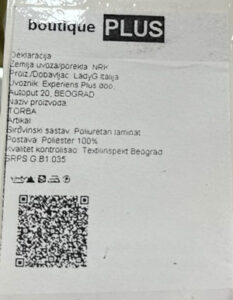 boutique PLUS
Deklaracija
Zemlja uvoza/porekla NRK
Proiz./Dobavljac LadyG Italija
Uvoznik Experiens Plus doo,
Autoput 20, BEOGRAD
Naziv proizvoda:
TORBA
Artikal
Sirovinski sastav Poliuretan laminat
Postava Poliester 100%
Kvalitet kontrolisao Textilinspekt Beograd
SRPS G.B1.035